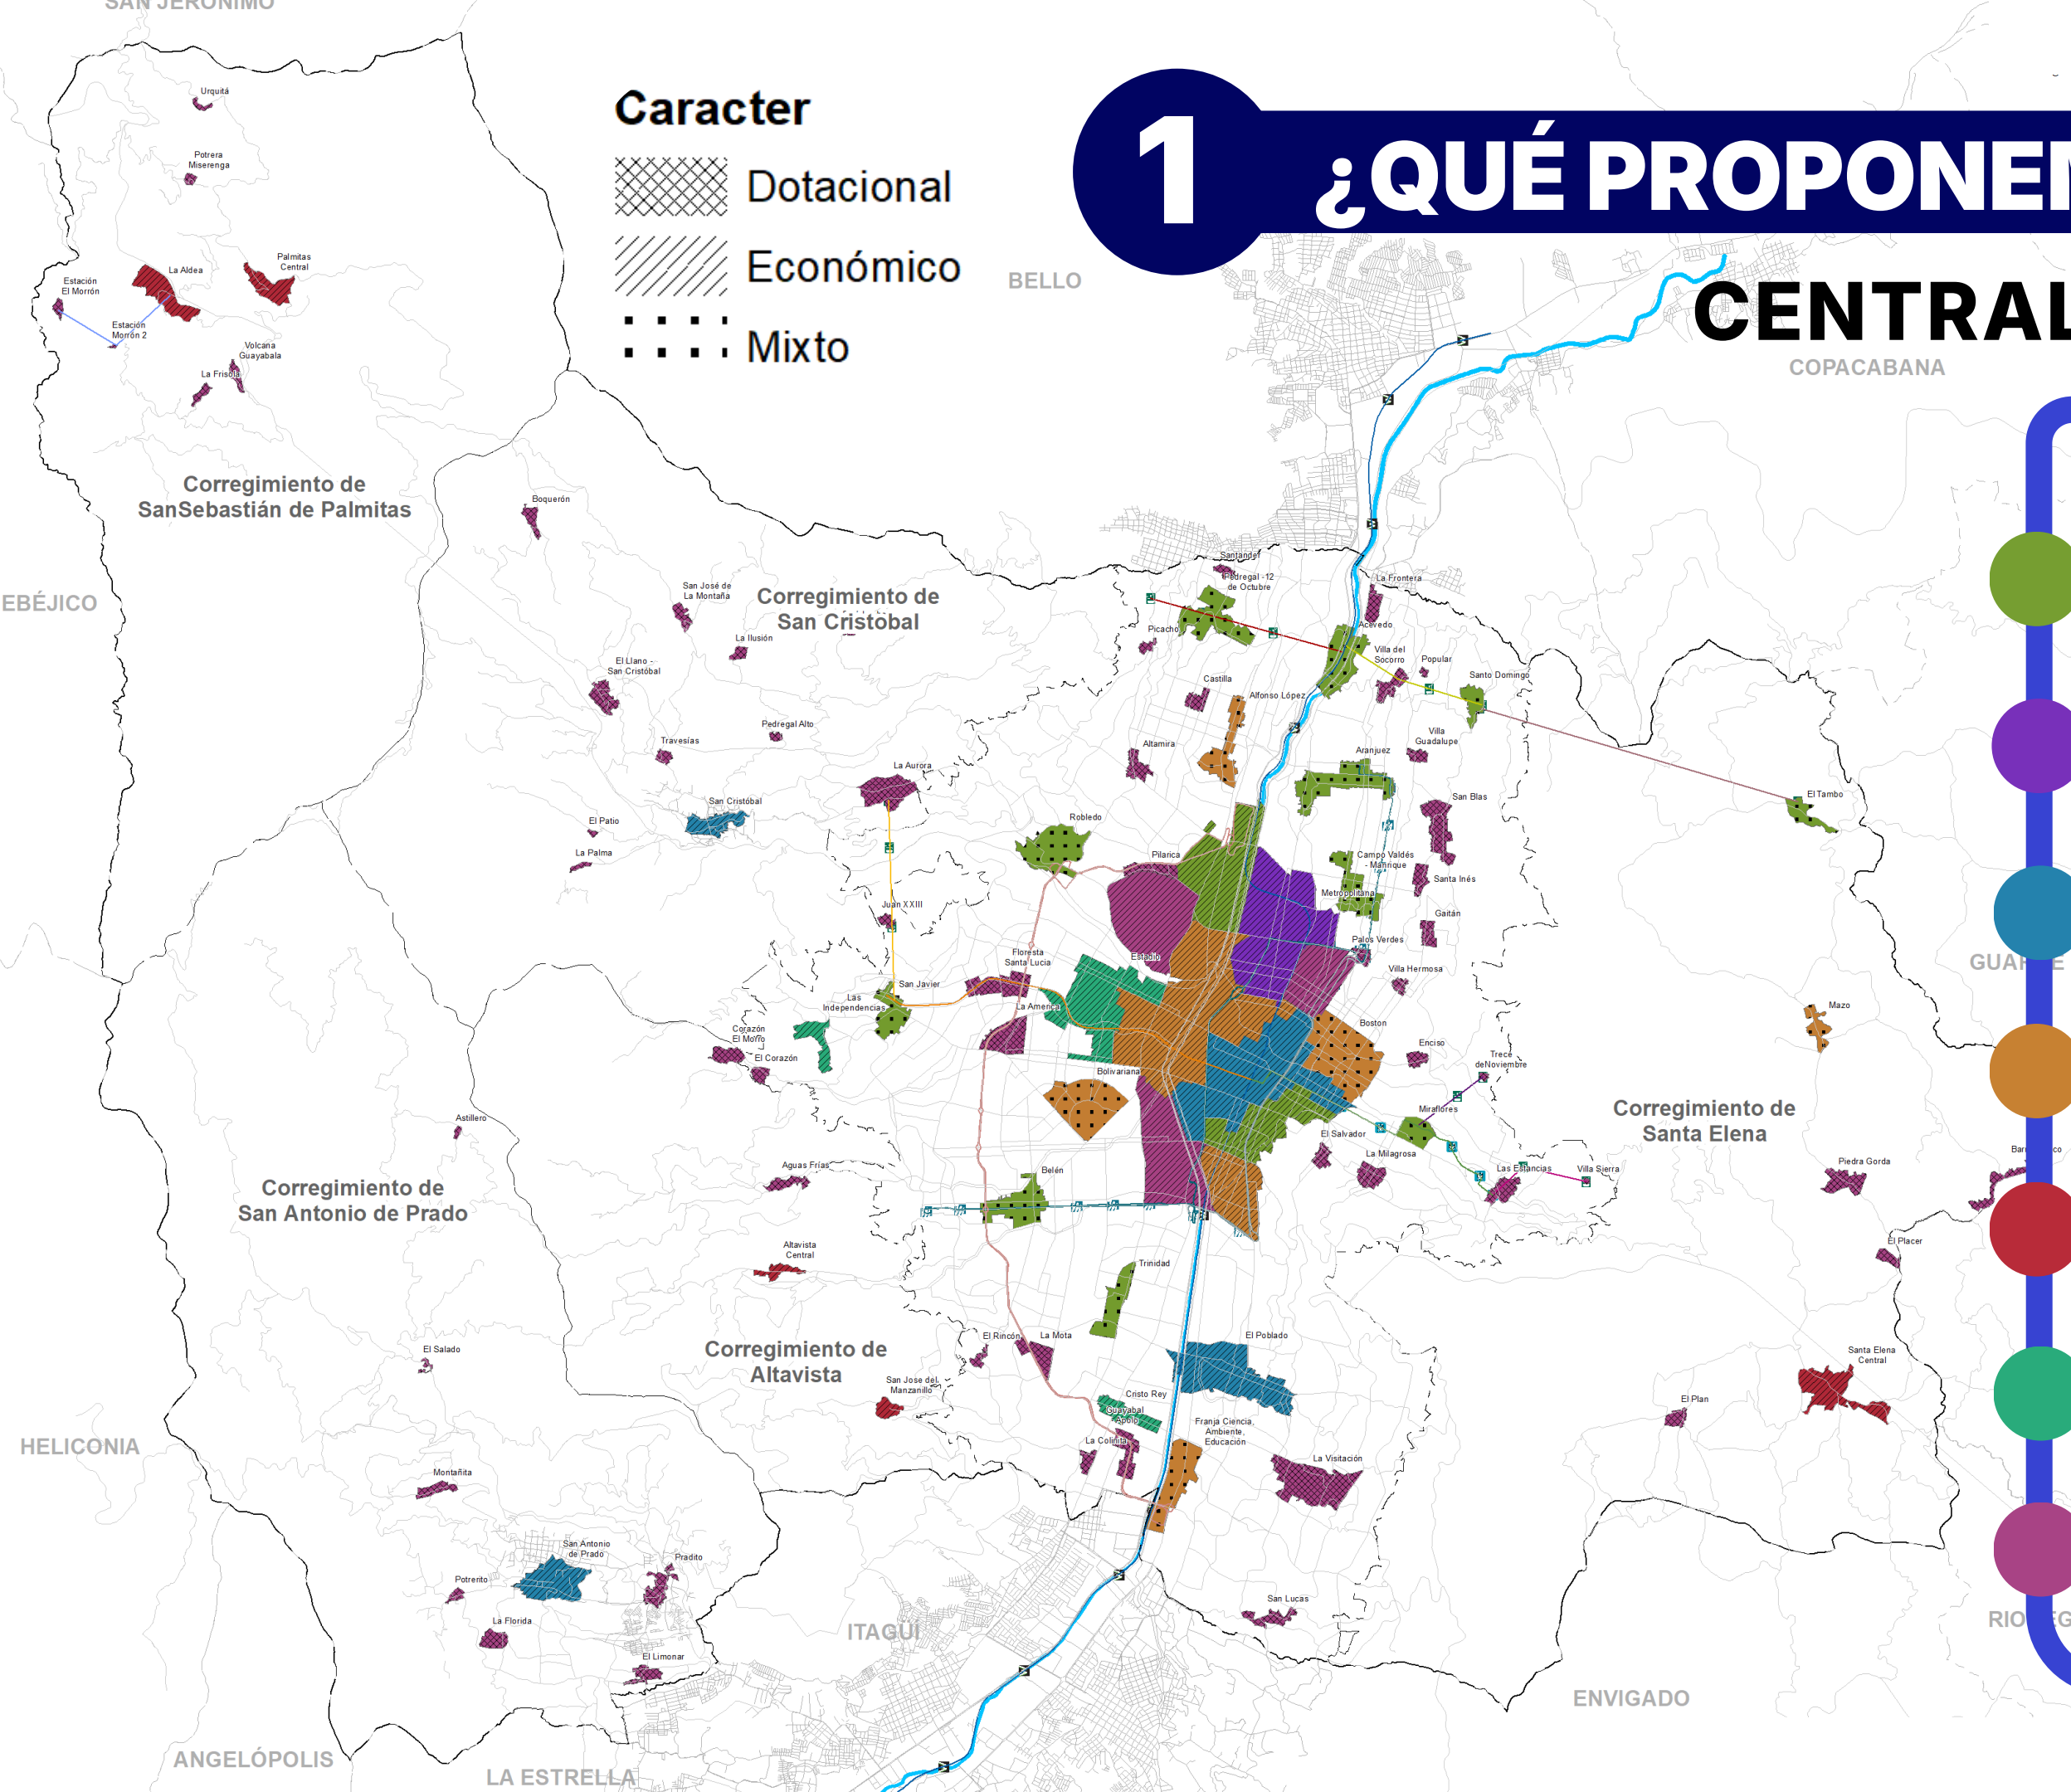 SAN JERÓNIMO
Caracter
Dotacional
Económico
Mixto
1
¿QUÉ PROPONEM
CENTRAL
BELLO
COPACABANA
Urquitá
Potrera
Miserenga
Palmitas
Central
La Aldea
Estación
El Morrón
Estación
Morrón 2
Volcana
Guayabala
La Frisola
Corregimiento de
SanSebastián de Palmitas
EBÉJICO
Boquerón
San José de
La Montaña
Corregimiento de
San Cristóbal
La Ilusión
El Llano -
San Cristóbal
Pedregal Alto
Travesías
La Aurora
San Cristóbal
El Patio
La Palma
Santander
Pedregal -12
de Octubre
La Frontera
Picacho
Acevedo
Villa del
Socorro
Popular
Santo Domingo
Castilla
Alfonso López
Altamira
Villa
Guadalupe
Aranjuez
San Blas
El Tambo
Robledo
Pilarica
Campo Valdés
- Manrique
Santa Inés
Metropolitana
Juan XXIII
Gaitán
Palos Verdes
Floresta
Santa Lucia
Estadio
Villa Hermosa
GUARNE
San Javier
Las
Independencias
La America
Mazo
Boston
Corazón
El Morro
El Corazón
Enciso
Trece
deNoviembre
Bolivariana
Miraflores
Corregimiento de
Santa Elena
Astillero
El Salvador
La Milagrosa
Aguas Frías
Belén
Las Estancias
Villa Sierra
Piedra Gorda
Corregimiento de
San Antonio de Prado
Altavista
Central
El Placer
Trinidad
El Salado
Corregimiento de
Altavista
El Rincón
La Mota
El Poblado
Santa Elena
Central
San Jose del
Manzanillo
Cristo Rey
Guayabal
Apolo
El Plan
Franja Ciencia,
Ambiente,
Educación
HELICONIA
La Colinita
La Visitación
Montañita
San Antonio
de Prado
Pradito
Potrerito
La Florida
San Lucas
ITAGÜÍ
El Limonar
ENVIGADO
ANGELÓPOLIS
LA ESTRELLA